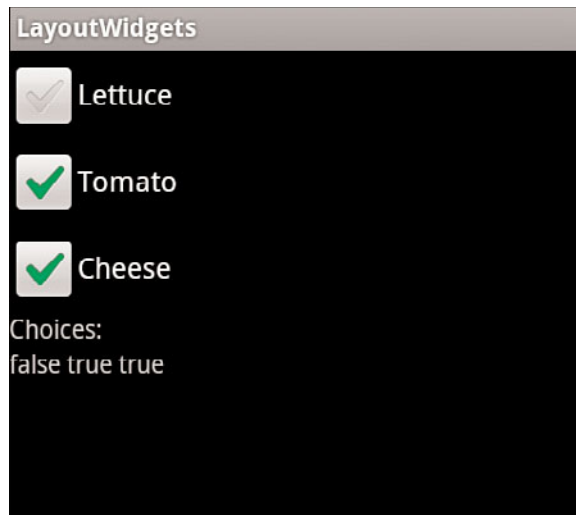 LayoutWidgets
Lettuce
Tomato
Cheese
Choices:
false true true